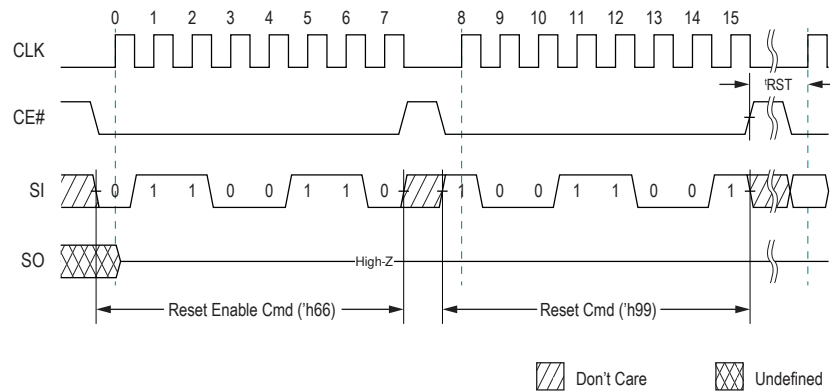 0 1 2 3 4 5 6 7 8 9 10 11 12 13 14 15
CLK
tRST
CE#
SI 0 1 1 0 0 1 1 0 1 0 0 1 1 0 0 1
SO
High-Z
Reset Enable Cmd ('h66) Reset Cmd ('h99)
Don't Care Undefined